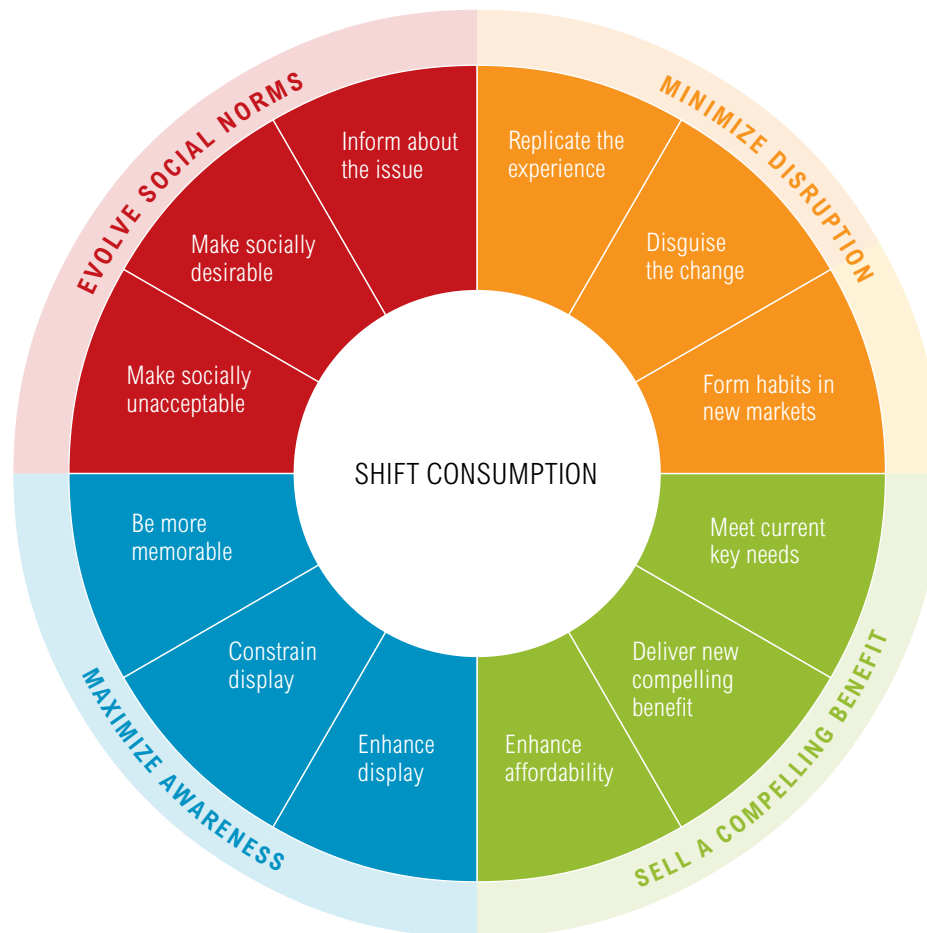 EVOLVE SOCIAL NORMS
Inform about
the issue
Make socially
desirable
Make socially
unacceptable
MINIMIZE DISRUPTION
Replicate the
experience
Disguise
the change
Form habits in
new markets
SHIFT CONSUMPTION
MAXIMIZE AWARENESS
Be more
memorable
Constrain
display
Enhance
display
SELL A COMPELLING BENEFIT
Meet current
key needs
Deliver new
compelling
benefit
Enhance
affordability